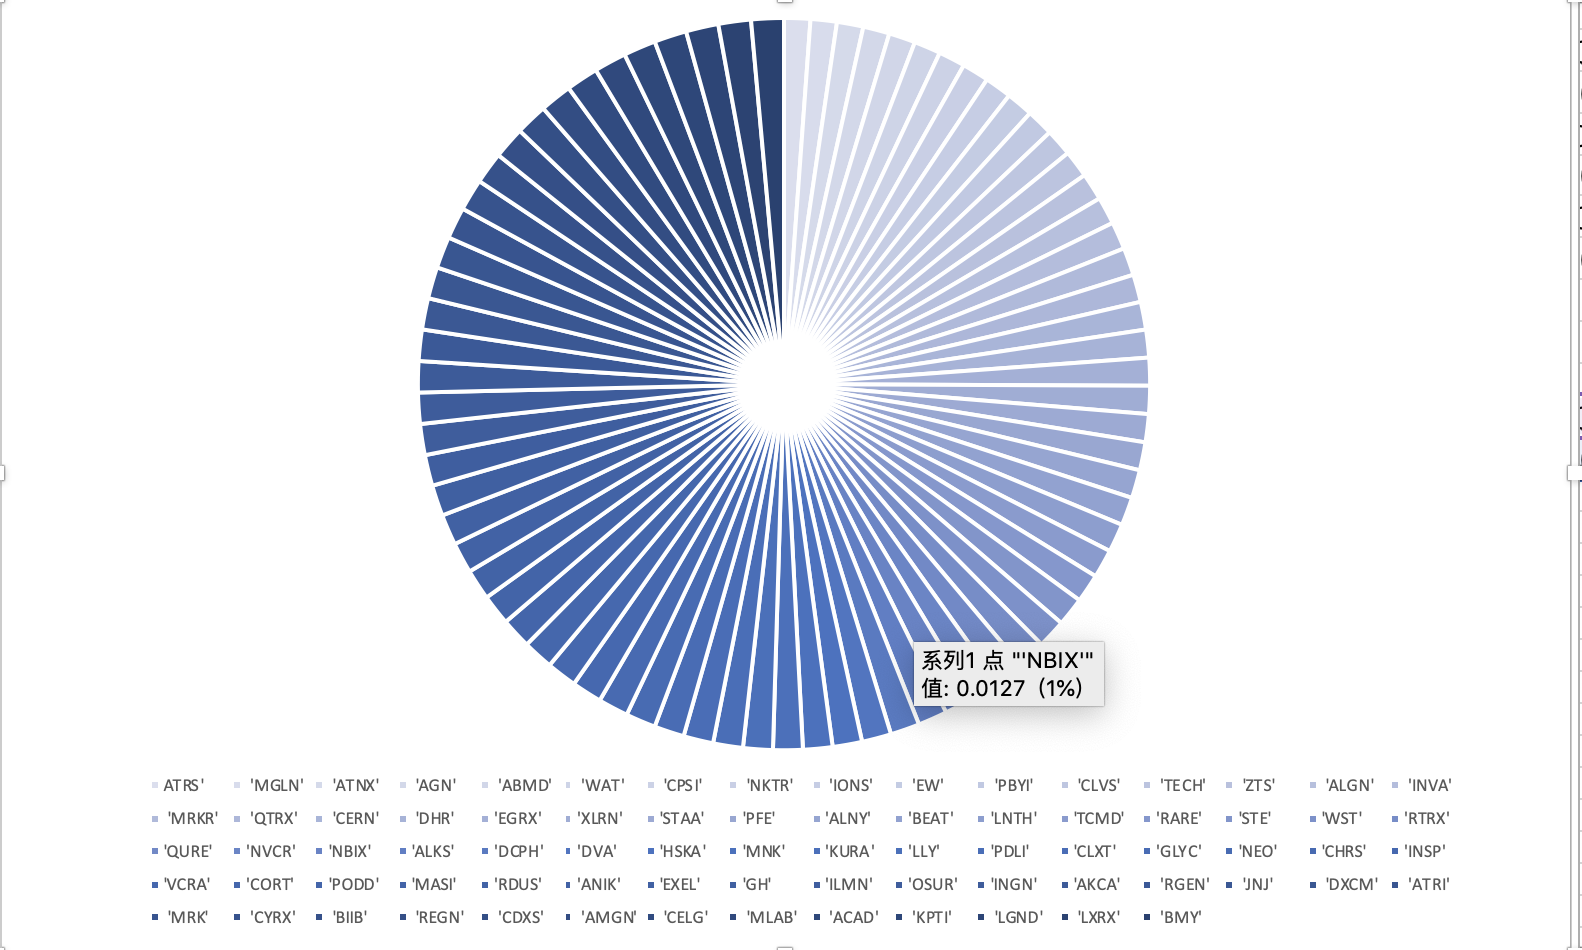 系列1 点 "'NBIX'"
值: 0.0127 (1%)
ATRS' 'MGLN' 'ATNX' 'AGN' 'ABMD' 'WAT' 'CPSI' 'NKTR' 'IONS' 'EW' 'PBYI' 'CLVS' 'TECH' 'ZTS' 'ALGN' 'INVA'
'MRKR' 'QTRX' 'CERN' 'DHR' 'EGRX' 'XLRN' 'STAA' 'PFE' 'ALNY' 'BEAT' 'LNTH' 'TCMD' 'RARE' 'STE' 'WST' 'RTRX'
'QURE' 'NVCR' 'NBIX' 'ALKS' 'DCPH' 'DVA' 'HSKA' 'MNK' 'KURA' 'LLY' 'PDLI' 'CLXT' 'GLYC' 'NEO' 'CHRS' 'INSP'
'VCRA' 'CORT' 'PODD' 'MASI' 'RDUS' 'ANIK' 'EXEL' 'GH' 'ILMN' 'OSUR' 'INGN' 'AKCA' 'RGEN' 'JNJ' 'DXCM' 'ATRI'
'MRK' 'CYRX' 'BIIB' 'REGN' 'CDXS' 'AMGN' 'CELG' 'MLAB' 'ACAD' 'KPTI' 'LGND' 'LXRX' 'BMY'